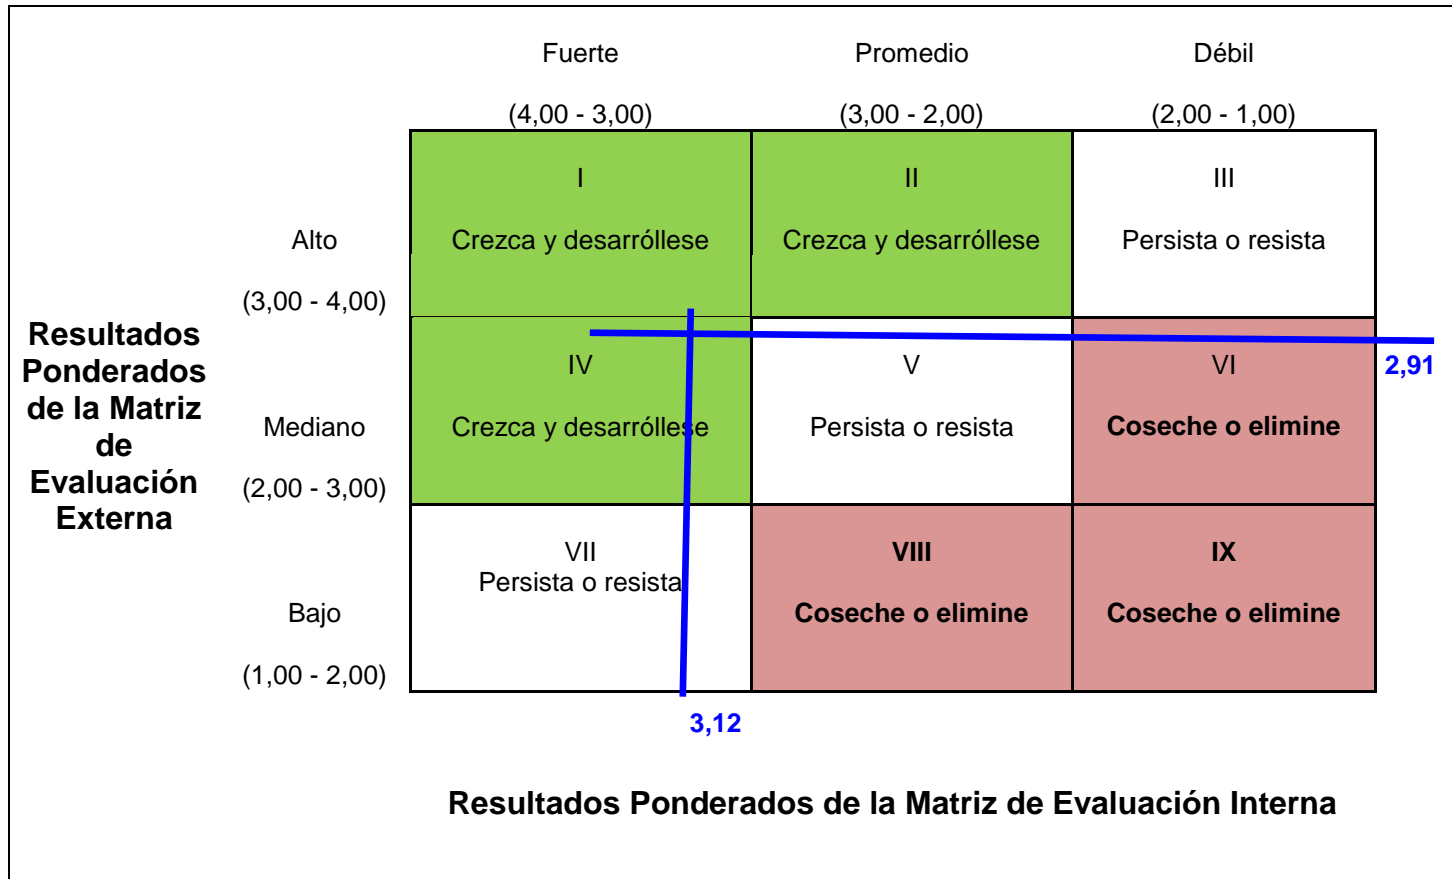 Fuerte
Promedio
Débil
(4,00 - 3,00)
(3,00 - 2,00)
(2,00 - 1,00)
I
II
III
Alto
Crezca y desarróllese
Crezca y desarróllese
Persista o resista
(3,00 - 4,00)
Resultados
Ponderados
de la Matriz
de
Evaluación
Externa
IV
V
VI
2,91
Mediano
Crezca y desarróllese
Persista o resista
Coseche o elimine
(2,00 - 3,00)
VII
VIII
IX
Persista o resista
Bajo
Coseche o elimine
Coseche o elimine
(1,00 - 2,00)
3,12
Resultados Ponderados de la Matriz de Evaluación Interna